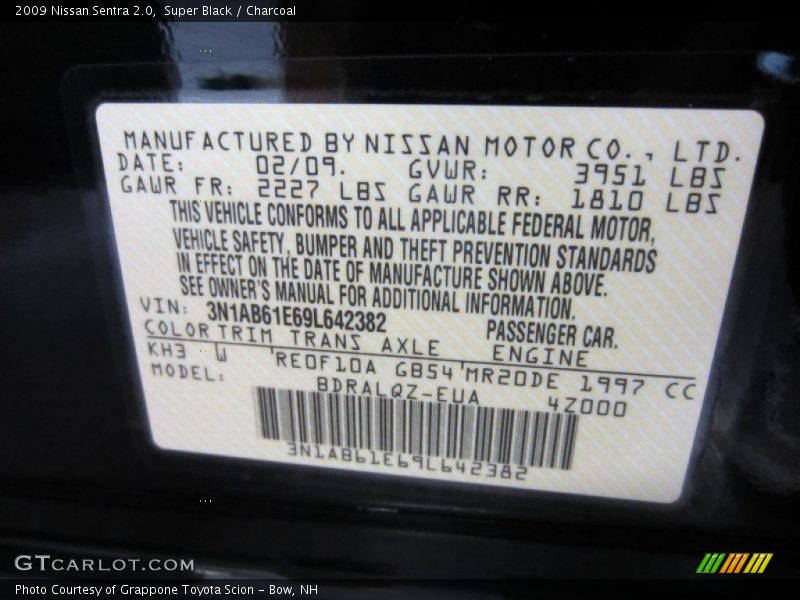 2009 Nissan Sentra 2.0,  Super Black / Charcoal
MANUFACTURED BY NISSAN MOTOR CO., LTD.
DATE: 02/09. GVWR: 3951 LBS
GAWR FR: 2227 LBS GAWR RR: 1810 LBS
THIS VEHICLE CONFORMS TO ALL APPLICABLE FEDERAL MOTOR,
VEHICLE SAFETY, BUMPER AND THEFT PREVENTION STANDARDS
IN EFFECT ON THE DATE OF MANUFACTURE SHOWN ABOVE.
SEE OWNER'S MANUAL FOR ADDITIONAL INFORMATION.
VIN: 3N1AB61E69L642382 PASSENGER CAR.
COLOR TRIM TRANS AXLE ENGINE
KH3 W RE0F10A GB54 MR20DE 1997 CC
MODEL: BDRALQZ-EUA 4Z000
3N1AB61E69L642382
GTCARLOT.COM
Photo Courtesy of Grappone Toyota Scion – Bow, NH